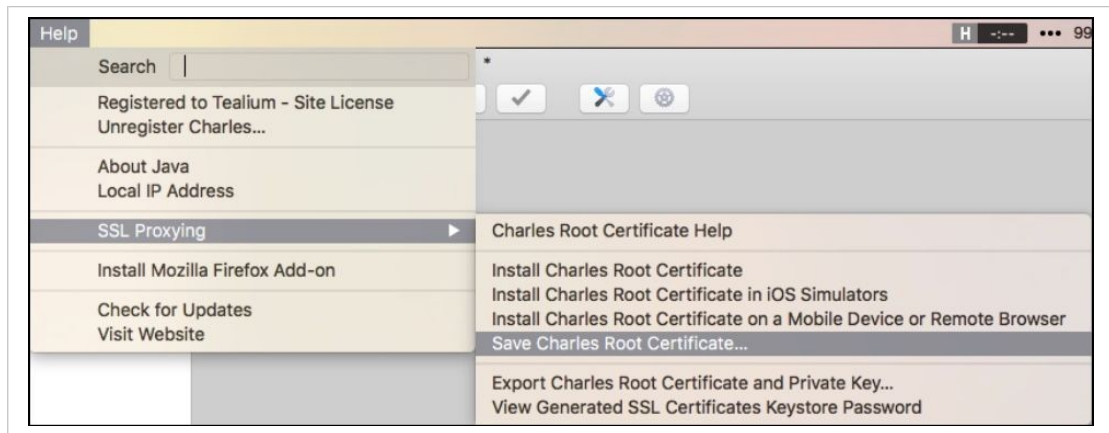 Help
H -:-- ••• 99
Search
*
Registered to Tealium - Site License
Unregister Charles...
About Java
Local IP Address
SSL Proxying
Charles Root Certificate Help
Install Mozilla Firefox Add-on
Install Charles Root Certificate
Install Charles Root Certificate in iOS Simulators
Check for Updates
Install Charles Root Certificate on a Mobile Device or Remote Browser
Visit Website
Save Charles Root Certificate...
Export Charles Root Certificate and Private Key...
View Generated SSL Certificates Keystore Password